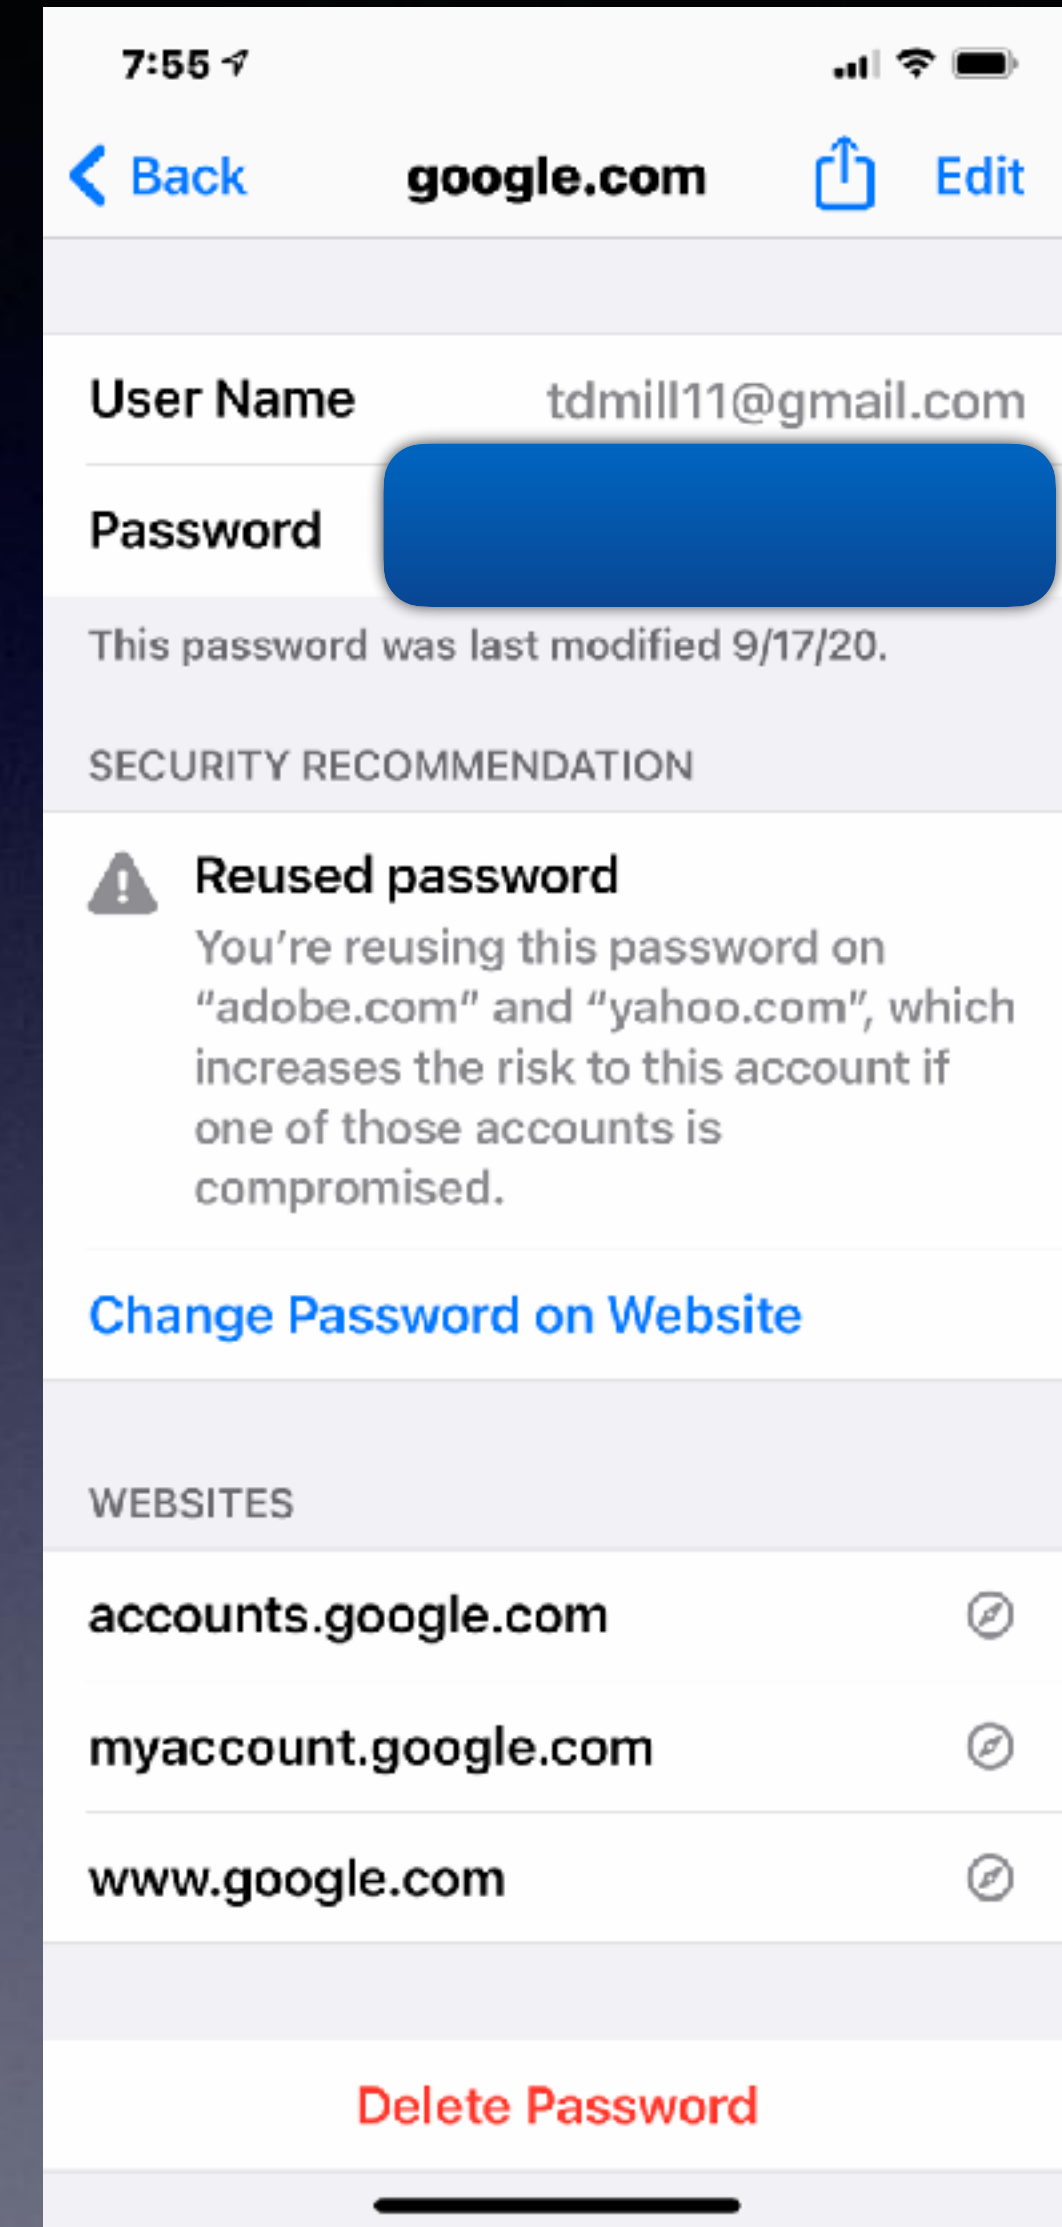 7:55
Back google.com Edit
User Name tdmill11@gmail.com
Password
This password was last modified 9/17/20.
SECURITY RECOMMENDATION
Reused password
You’re reusing this password on
“adobe.com” and “yahoo.com”, which
increases the risk to this account if
one of those accounts is
compromised.
Change Password on Website
WEBSITES
accounts.google.com
myaccount.google.com
www.google.com
Delete Password